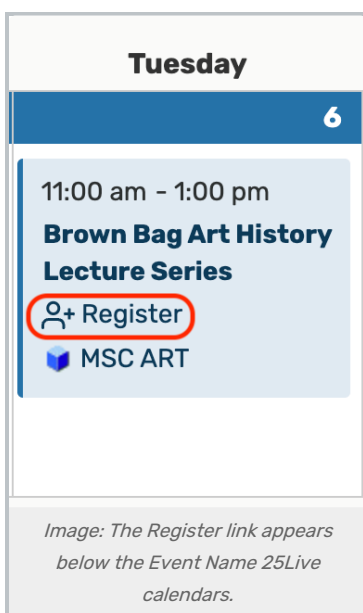 Tuesday
6
11:00 am - 1:00 pm
Brown Bag Art History
Lecture Series
Register
MSC ART
Image: The Register link appears
below the Event Name 25Live
calendars.